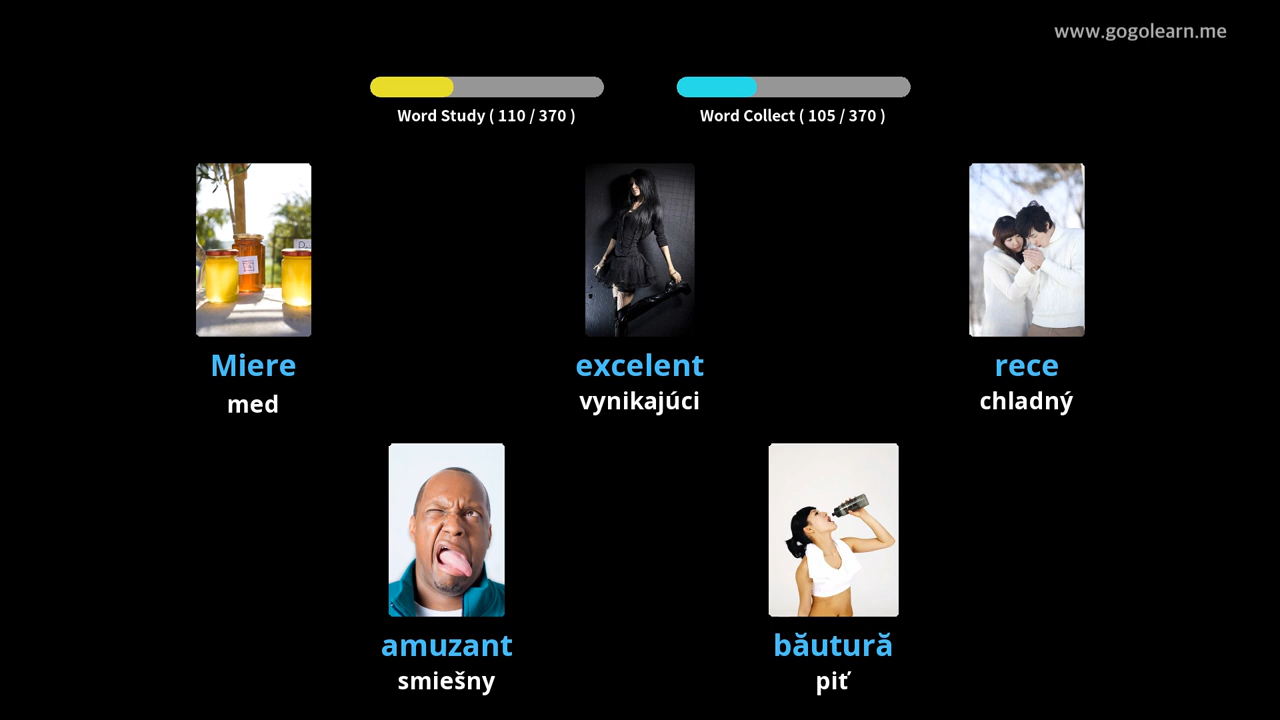 www.gogolearn.me
Word Study ( 110 / 370 )
Word Collect ( 105 / 370 )
Miere
med
excelent
vynikajúci
rece
chladný
amuzant
smiešny
băutură
piť